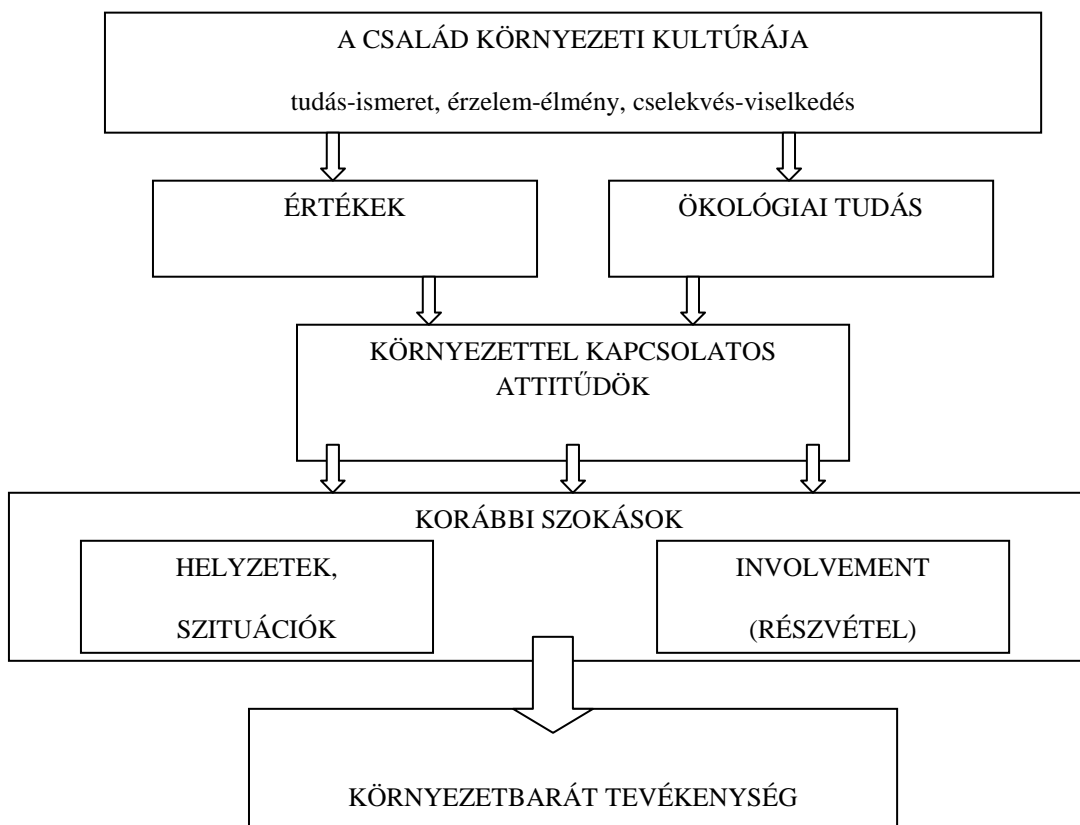 A CSALÁD KÖRNYEZETI KULTÚRÁJA
tudás-ismeret, érzelem-élmény, cselekvés-viselkedés
ÉRTÉKEK
ÖKOLÓGIAI TUDÁS
KÖRNYEZETTEL KAPCSOLATOS
ATTITŰDÖK
KORÁBBI SZOKÁSOK
HELYZETEK,
SZITUÁCIÓK
INVOLVEMENT
(RÉSZVÉTEL)
KÖRNYEZETBARÁT TEVÉKENYSÉG